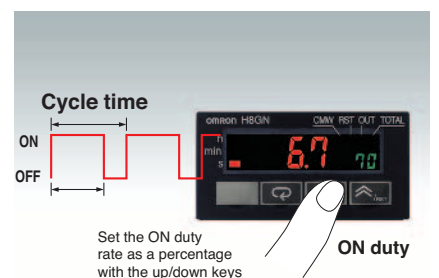 Cycle time
ON
OFF
omron H8GN
CMW RST OUT TOTAL
h
min
s
6.7
70
Set the ON duty
rate as a percentage
with the up/down keys
ON duty